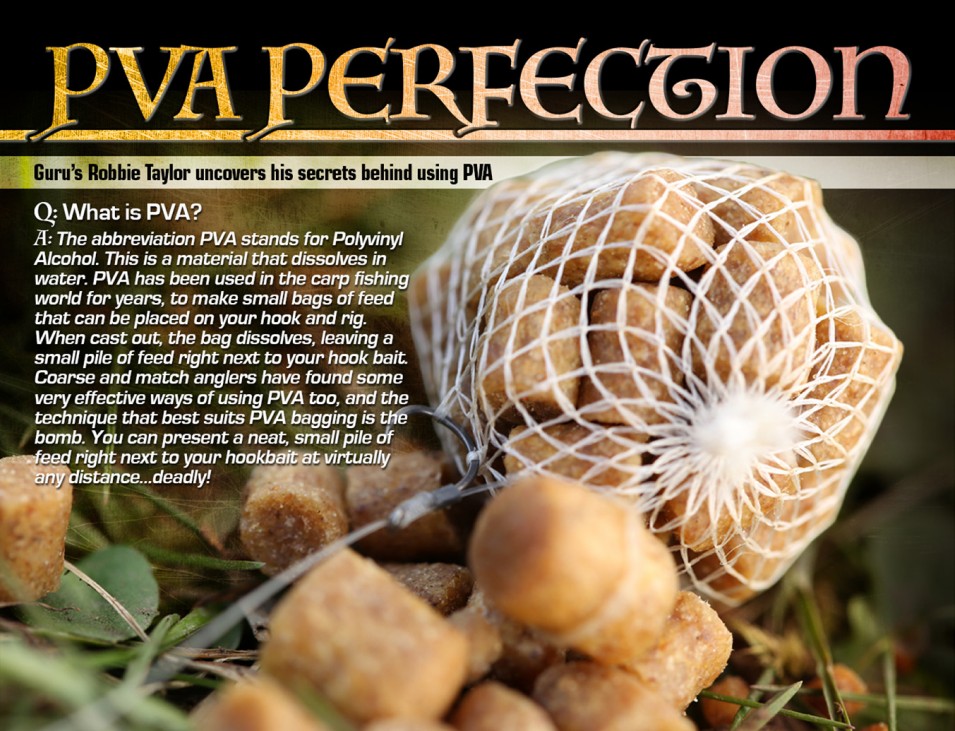 PVA PERFECTION
Guru's Robbie Taylor uncovers his secrets behind using PVA
Q: What is PVA?
A: The abbreviation PVA stands for Polyvinyl
Alcohol. This is a material that dissolves in
water. PVA has been used in the carp fishing
world for years, to make small bags of feed
that can be placed on your hook and rig.
When cast out, the bag dissolves, leaving a
small pile of feed right next to your hook bait.
Coarse and match anglers have found some
very effective ways of using PVA too, and the
technique that best suits PVA bagging is the
bomb. You can present a neat, small pile of
feed right next to your hookbait at virtually
any distance...deadly!